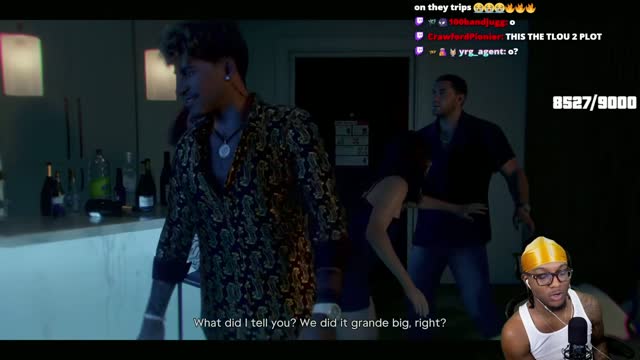 on they trips 😭😭😭🔥🔥🔥
100kandjugg: o
CrawfordPionier: THIS THE TLOU 2 PLOT
yrg_agent: o?
8527/9000
What did I tell you? We did it grande big, right?